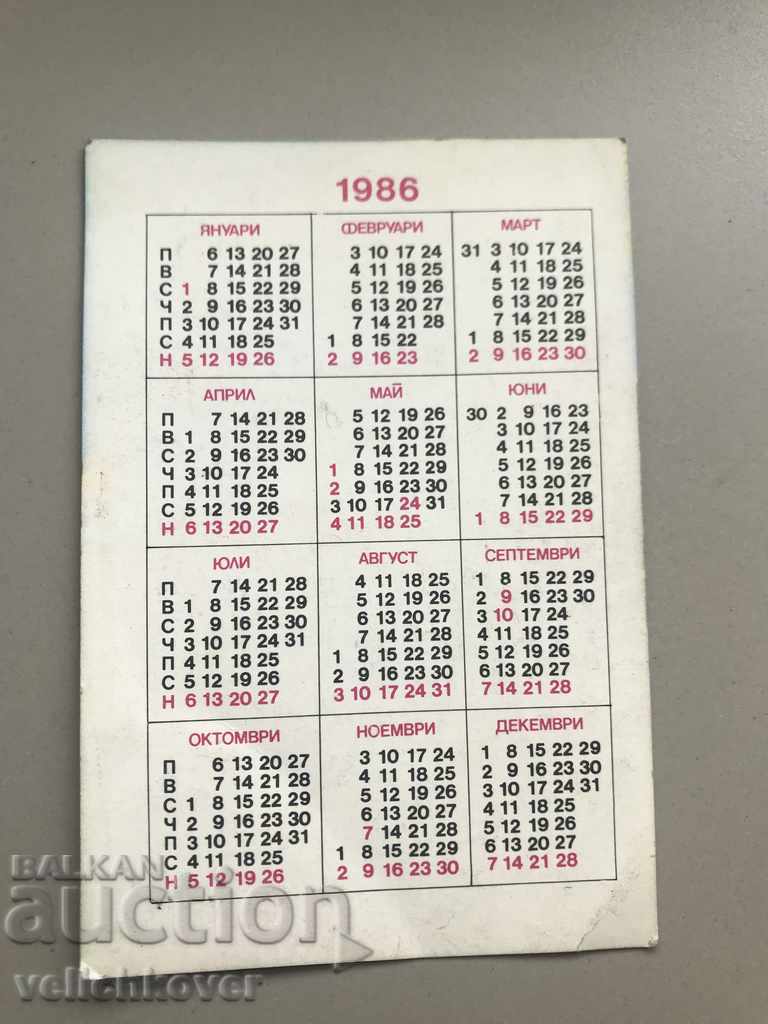 1986
ЯНУАРИ ФЕВРУАРИ МАРТ
П 6 13 20 27 3 10 17 24 31 3 10 17 24
В 7 14 21 28 4 11 18 25 4 11 18 25
С 1 8 15 22 29 5 12 19 26 5 12 19 26
Ч 2 9 16 23 30 6 13 20 27 6 13 20 27
П 3 10 17 24 31 7 14 21 28 7 14 21 28
С 4 11 18 25 1 8 15 22 1 8 15 22 29
Н 5 12 19 26 2 9 16 23 2 9 16 23 30
АПРИЛ МАЙ ЮНИ
П 7 14 21 28 5 12 19 26 30 2 9 16 23
В 1 8 15 22 29 6 13 20 27 3 10 17 24
С 2 9 16 23 30 7 14 21 28 4 11 18 25
Ч 3 10 17 24 1 8 15 22 29 5 12 19 26
П 4 11 18 25 2 9 16 23 30 6 13 20 27
С 5 12 19 26 3 10 17 24 31 7 14 21 28
Н 6 13 20 27 4 11 18 25 1 8 15 22 29
ЮЛИ АВГУСТ СЕПТЕМВРИ
П 7 14 21 28 4 11 18 25 1 8 15 22 29
В 1 8 15 22 29 5 12 19 26 2 9 16 23 30
С 2 9 16 23 30 6 13 20 27 3 10 17 24
Ч 3 10 17 24 31 7 14 21 28 4 11 18 25
П 4 11 18 25 1 8 15 22 29 5 12 19 26
С 5 12 19 26 2 9 16 23 30 6 13 20 27
Н 6 13 20 27 3 10 17 24 31 7 14 21 28
ОКТОМВРИ НОЕМВРИ ДЕКЕМВРИ
П 6 13 20 27 3 10 17 24 1 8 15 22 29
В 7 14 21 28 4 11 18 25 2 9 16 23 30
С 1 8 15 22 29 5 12 19 26 3 10 17 24 31
Ч 2 9 16 23 30 6 13 20 27 4 11 18 25
П 3 10 17 24 31 7 14 21 28 5 12 19 26
С 4 11 18 25 1 8 15 22 29 6 13 20 27
Н 5 12 19 26 2 9 16 23 30 7 14 21 28
BALKAN
auction
velichkover